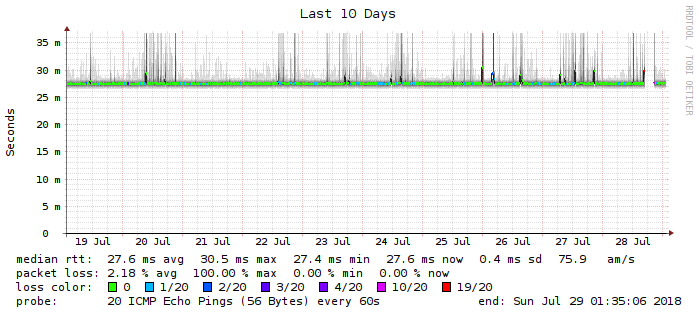 Last 10 Days
RRDTOOL / TOBI OETIKER
Seconds
35 m
30 m
25 m
20 m
15 m
10 m
5 m
0
19 Jul 20 Jul 21 Jul 22 Jul 23 Jul 24 Jul 25 Jul 26 Jul 27 Jul 28 Jul
median rtt: 27.6 ms avg 30.5 ms max 27.4 ms min 27.6 ms now 0.4 ms sd 75.9 am/s
packet loss: 2.18 % avg 100.00 % max 0.00 % min 0.00 % now
loss color: 0 1/20 2/20 3/20 4/20 10/20 19/20
probe: 20 ICMP Echo Pings (56 Bytes) every 60s end: Sun Jul 29 01:35:06 2018